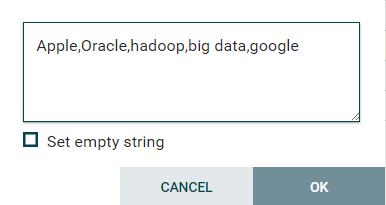 Apple,Oracle,hadoop,big data,google
Set empty string
CANCEL OK